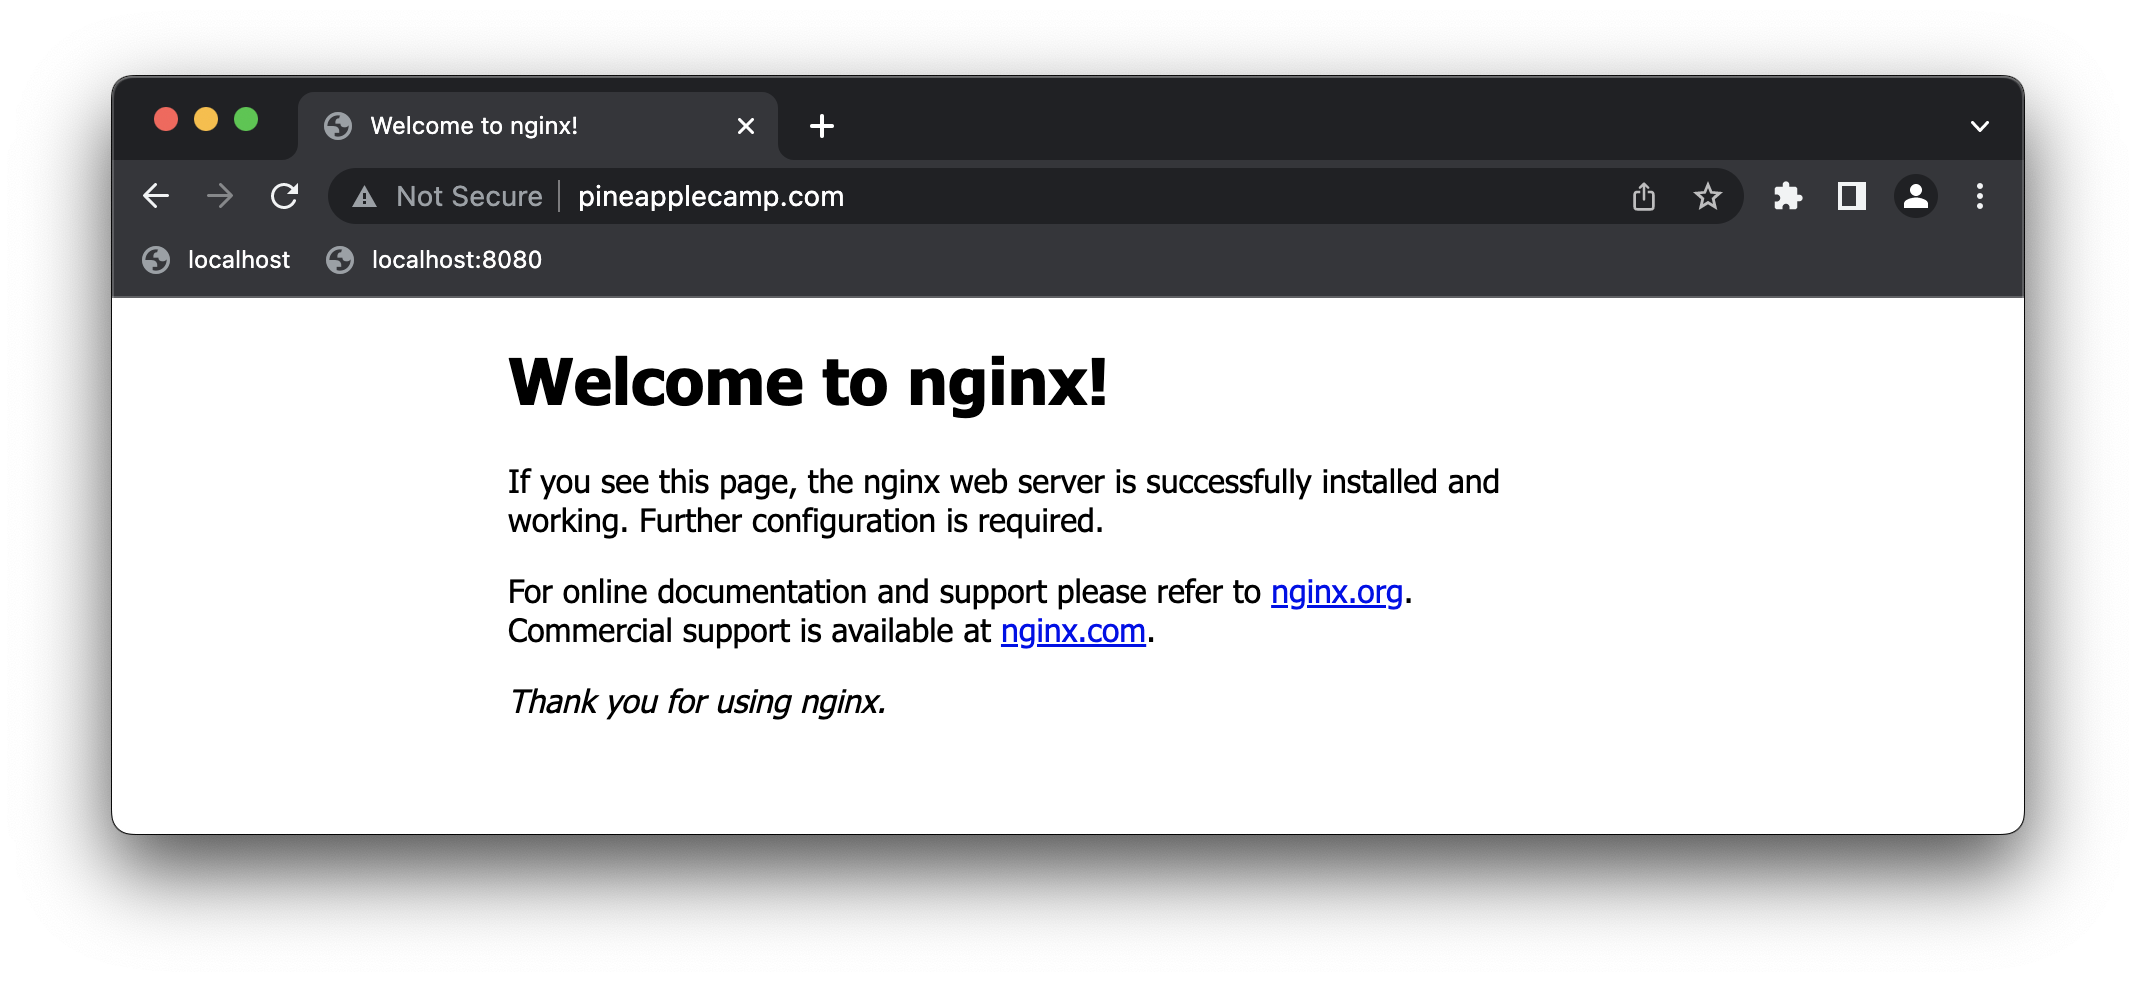 Welcome to nginx!
Not Secure
pineapplecamp.com
localhost
localhost:8080
Welcome to nginx!
If you see this page, the nginx web server is successfully installed and
working. Further configuration is required.
For online documentation and support please refer to nginx.org.
Commercial support is available at nginx.com.
Thank you for using nginx.